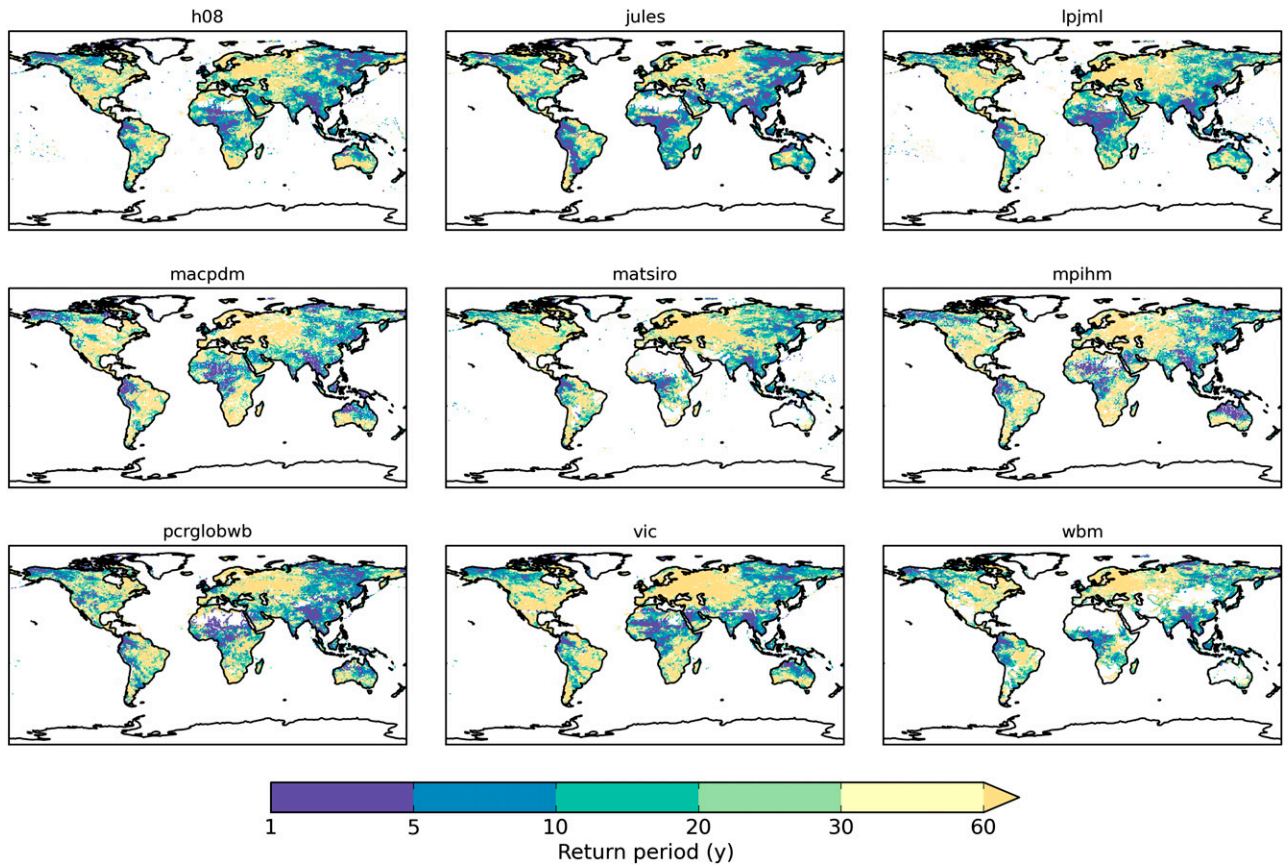 h08 jules lpjml
macpdm matsiro mpihm
pcrglobwb vic wbm
1 5 10 20 30 60
Return period (y)